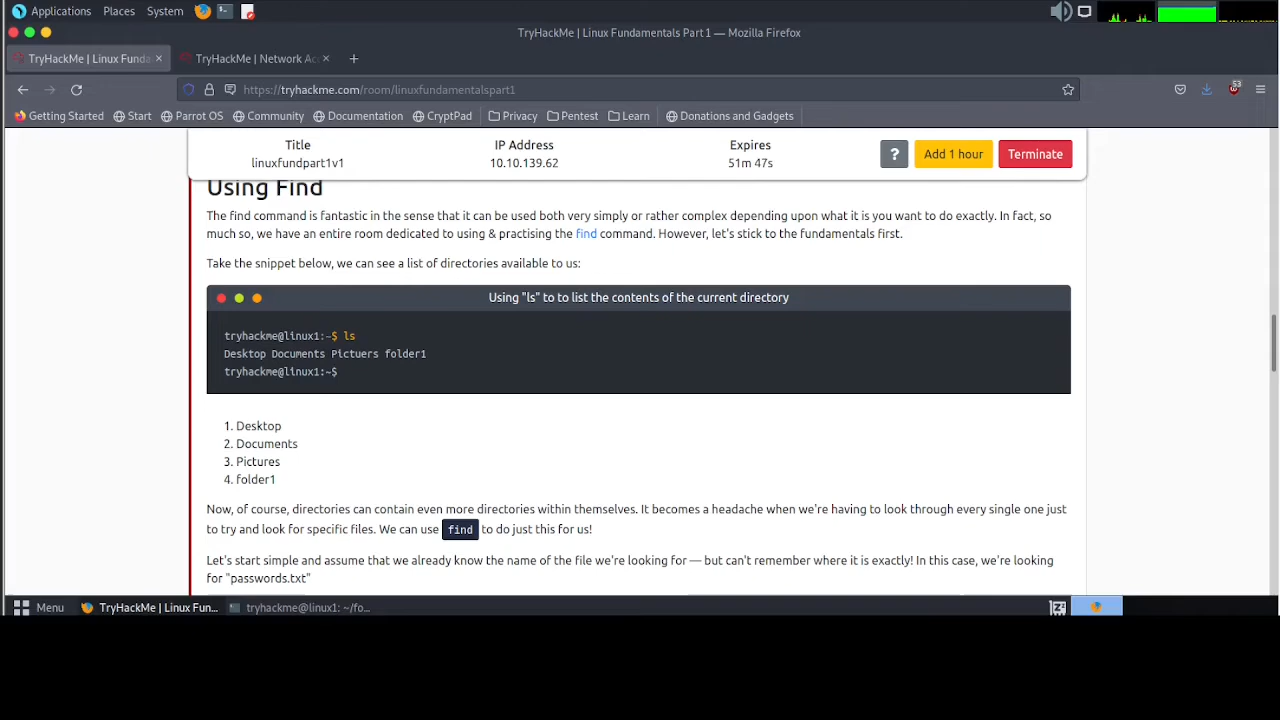 Applications Places System
TryHackMe | Linux Fundamentals Part 1 — Mozilla Firefox
TryHackMe | Linux Funda × TryHackMe | Network Ac × +
https://tryhackme.com/room/linuxfundamentalspart1
53
Getting Started Start Parrot OS Community Documentation CryptPad Privacy Pentest Learn Donations and Gadgets
Title IP Address Expires
linuxfundpart1v1 10.10.139.62 51m 47s ? Add 1 hour Terminate
Using Find
The find command is fantastic in the sense that it can be used both very simply or rather complex depending upon what it is you want to do exactly. In fact, so
much so, we have an entire room dedicated to using & practising the find command. However, let's stick to the fundamentals first.
Take the snippet below, we can see a list of directories available to us:
Using "ls" to to list the contents of the current directory
tryhackme@linux1:~$ ls
Desktop Documents Pictuers folder1
tryhackme@linux1:~$
1. Desktop
2. Documents
3. Pictures
4. folder1
Now, of course, directories can contain even more directories within themselves. It becomes a headache when we're having to look through every single one just
to try and look for specific files. We can use find to do just this for us!
Let's start simple and assume that we already know the name of the file we're looking for — but can't remember where it is exactly! In this case, we're looking
for "passwords.txt"
Menu TryHackMe | Linux Fun... tryhackme@linux1: ~/fo...